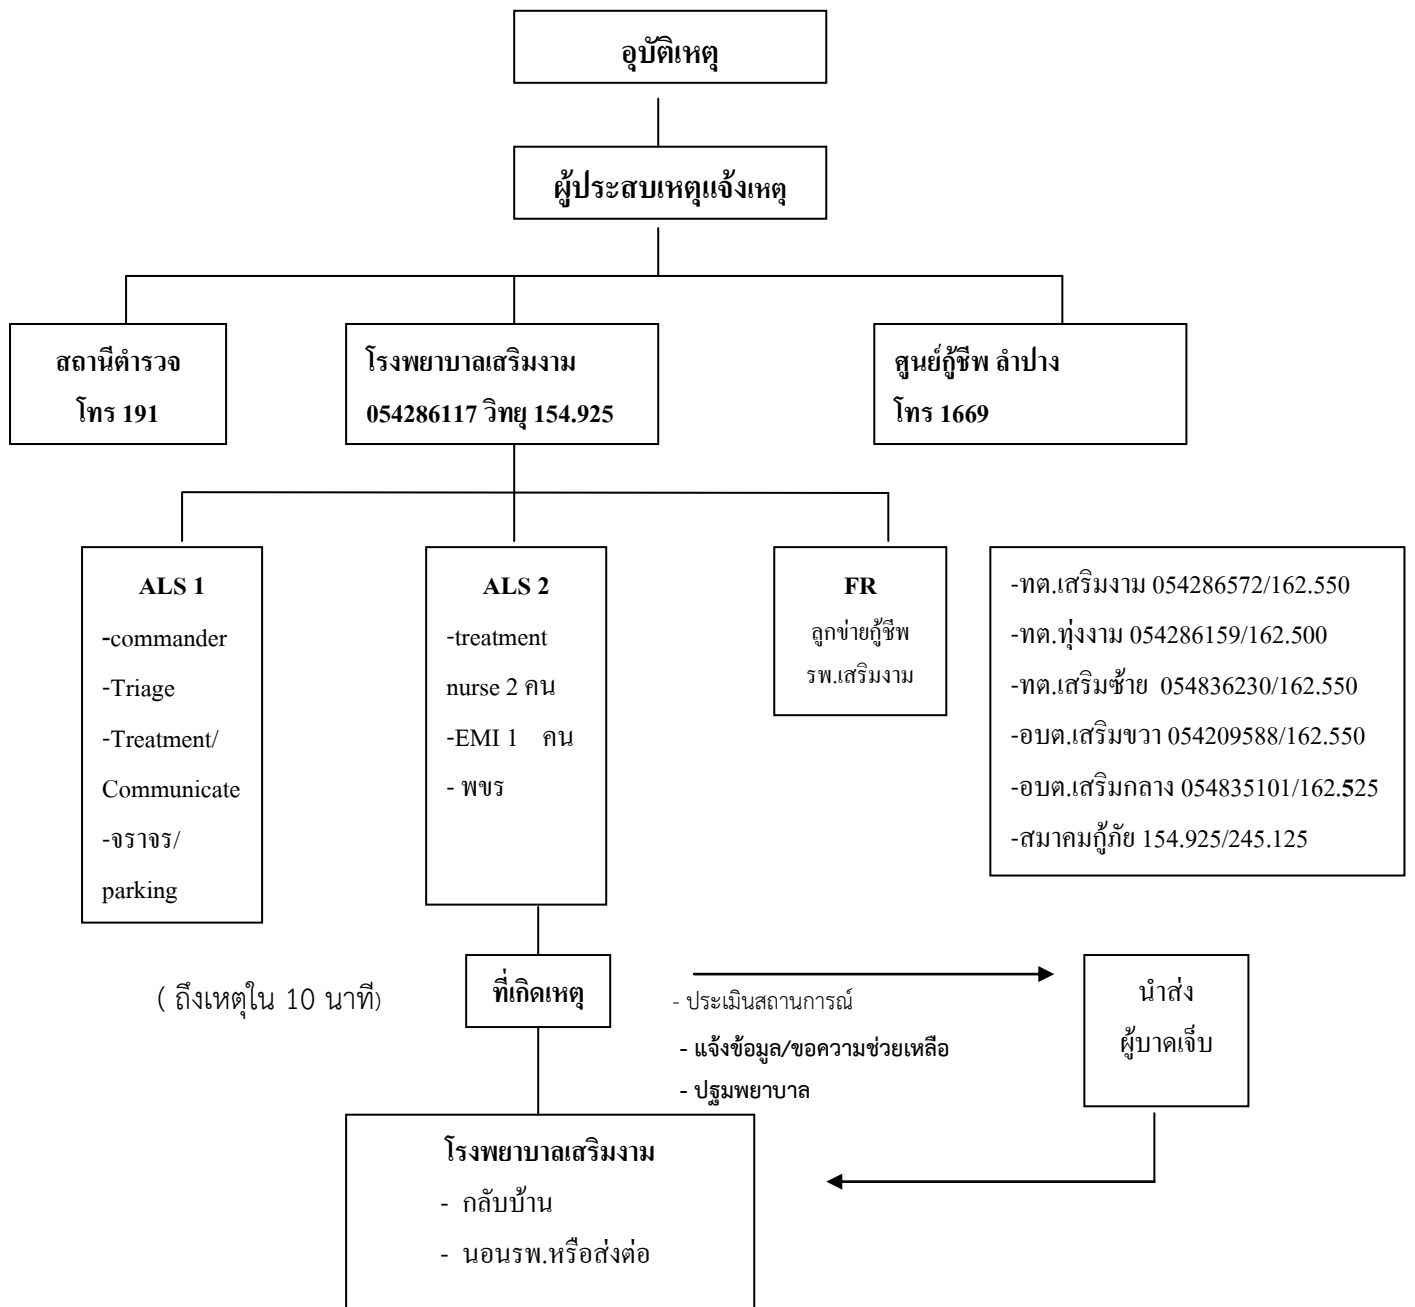 อุบัติเหตุ
ผู้ประสบเหตุแจ้งเหตุ
สถานีตำรวจ
โทร 191
โรงพยาบาลเสริมงาม
054286117 วิทยุ 154.925
ศูนย์กู้ชีพ ลำปาง
โทร 1669
ALS 1
-commander
-Triage
-Treatment/
Communicate
-จราจร/
parking
ALS 2
-treatment
nurse 2 คน
-EMI 1 คน
- พขร
FR
ลูกข่ายกู้ชีพ
รพ.เสริมงาม
-ทต.เสริมงาม 054286572/162.550
-ทต.ทุ่งงาม 054286159/162.500
-ทต.เสริมซ้าย 054836230/162.550
-อบต.เสริมขวา 054209588/162.550
-อบต.เสริมกลาง 054835101/162.525
-สมาคมกู้ภัย 154.925/245.125
( ถึงเหตุใน 10 นาที)
ที่เกิดเหตุ
- ประเมินสถานการณ์
- แจ้งข้อมูล/ขอความช่วยเหลือ
- ปฐมพยาบาล
นำส่ง
ผู้บาดเจ็บ
โรงพยาบาลเสริมงาม
- กลับบ้าน
- นอนรพ.หรือส่งต่อ